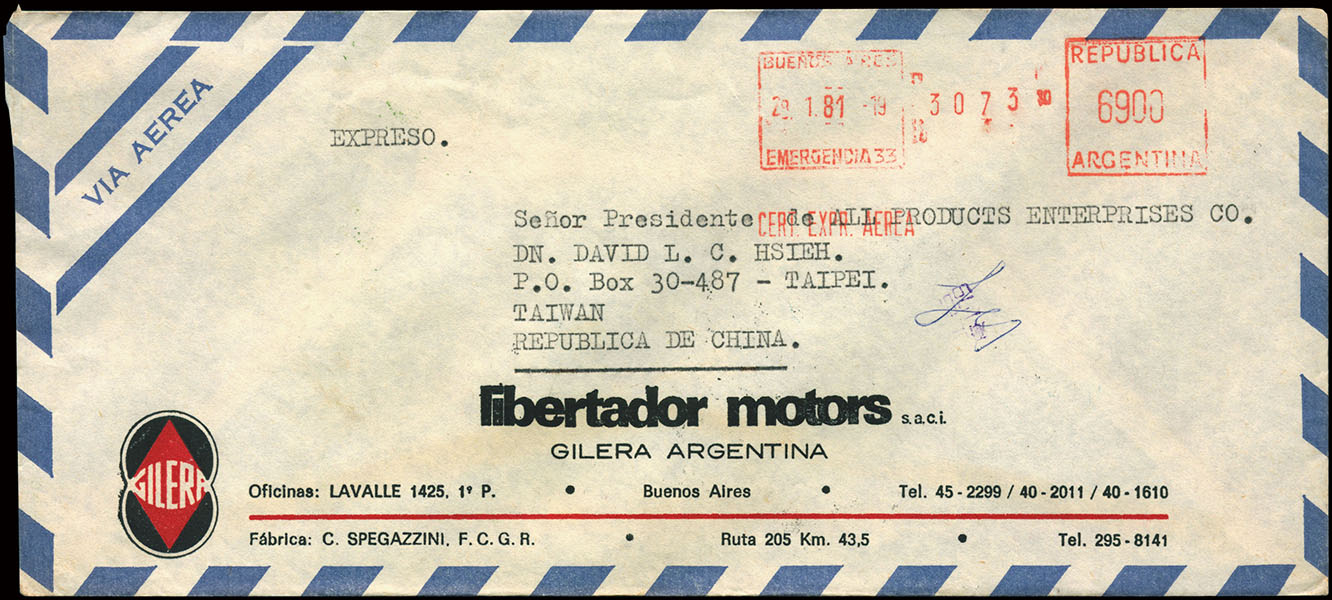 VIA AEREA
EXPRESO.
BUENOS AIRES
29. 1.81 -19
EMERGENCIA 33
3073
REPUBLICA
6900
ARGENTINA
CERT. EXPR. AEREA
Señor Presidente de ALL PRODUCTS ENTERPRISES CO.
DN. DAVID L. C. HSIEH.
P.O. Box 30-487 - TAIPEI.
TAIWAN
REPUBLICA DE CHINA.
libertador motors s.a.c.i.
GILERA ARGENTINA
GILERA
Oficinas: LAVALLE 1425, 1º P. • Buenos Aires • Tel. 45-2299 / 40-2011 / 40-1610
Fábrica: C. SPEGAZZINI, F.C.G.R. • Ruta 205 Km. 43,5 • Tel. 295-8141